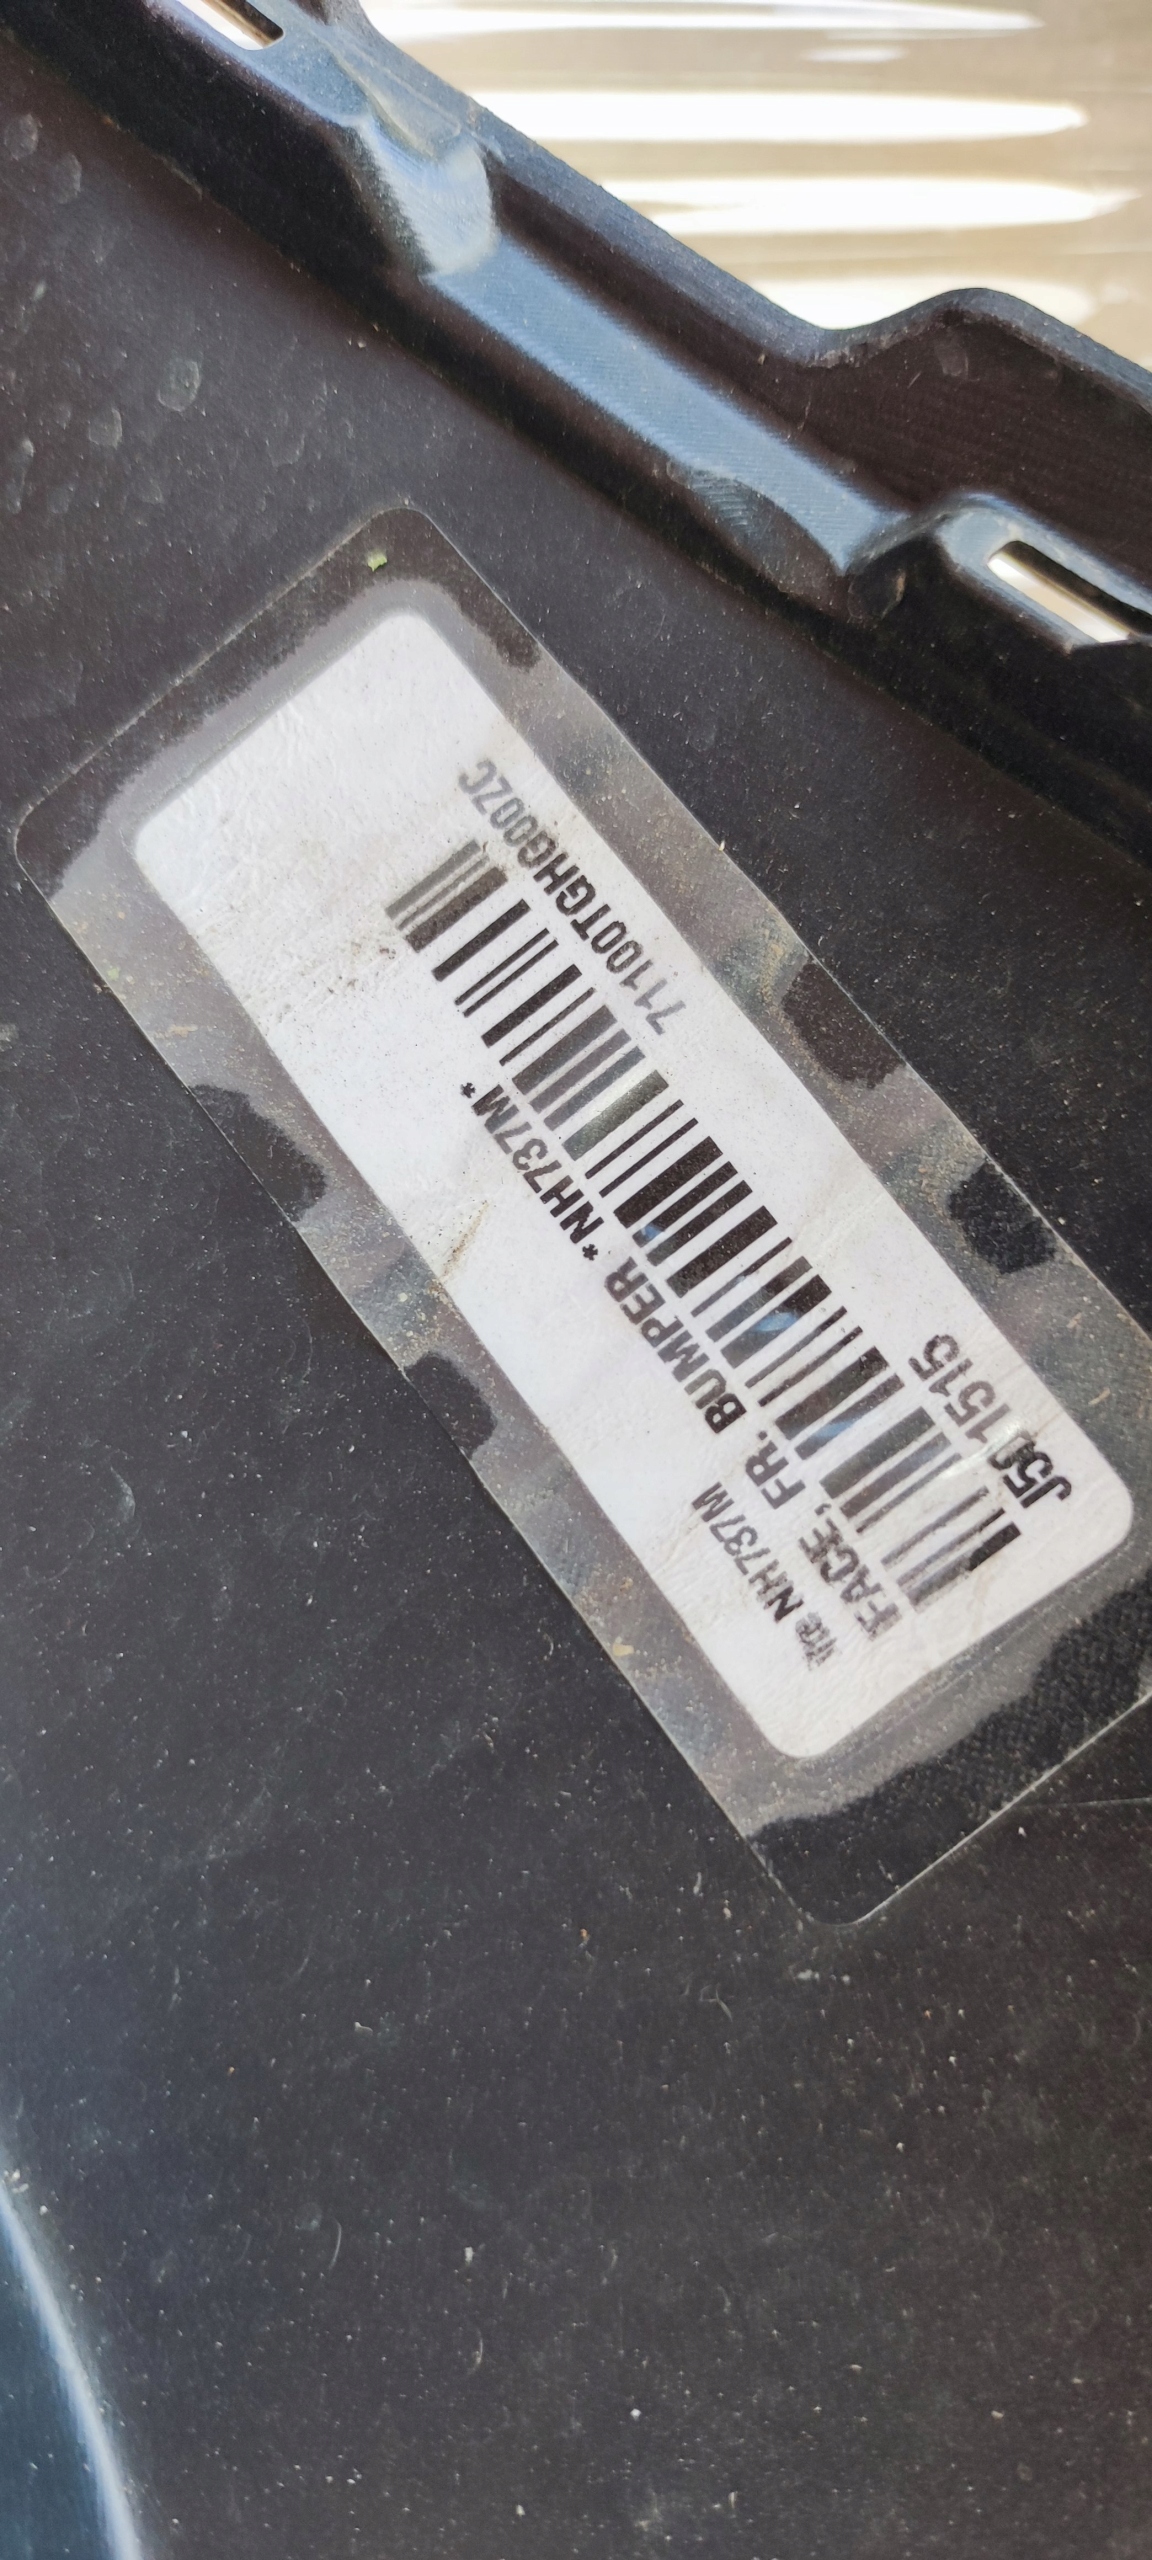 J501515 71100TGHG00ZC
FACE, FR. BUMPER *NH737M*
NH737M